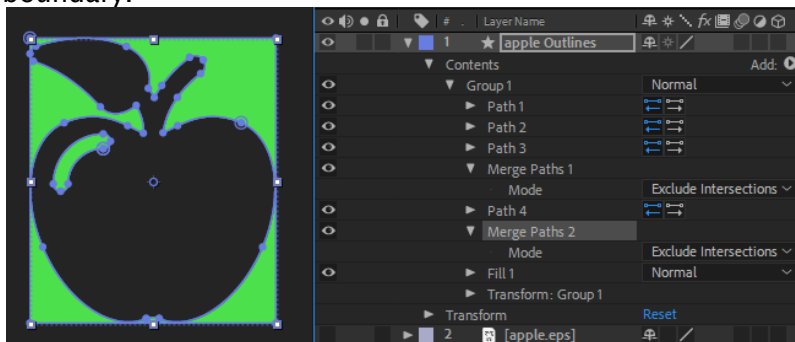 boundary.
# . Layer Name
1 apple Outlines
Contents Add:
Group 1 Normal
Path 1
Path 2
Path 3
Merge Paths 1
Mode Exclude Intersections
Path 4
Merge Paths 2
Mode Exclude Intersections
Fill 1 Normal
Transform: Group 1
Transform Reset
2 [apple.eps]